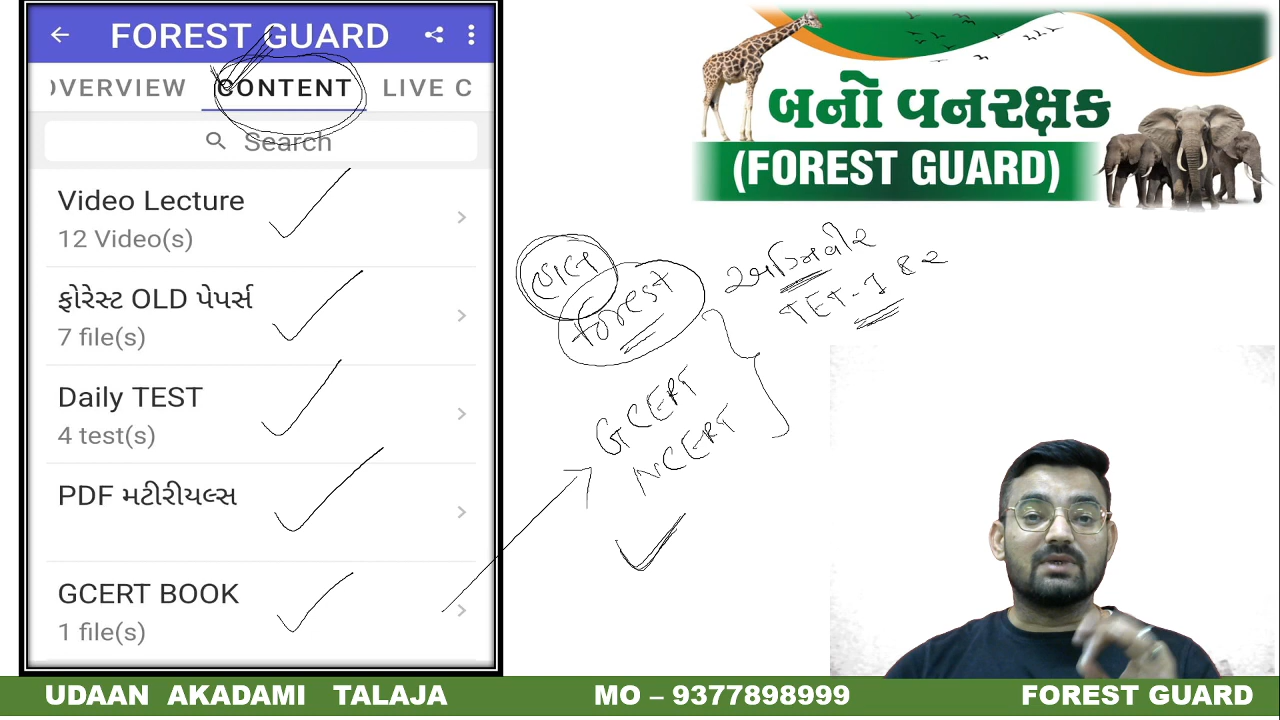 FOREST GUARD
OVERVIEW CONTENT LIVE C
Search
Video Lecture
12 Video(s)
ફોરેસ્ટ OLD પેપર્સ
7 file(s)
Daily TEST
4 test(s)
PDF મટીરીયલ્સ
GCERT BOOK
1 file(s)
બનો વનરક્ષક
(FOREST GUARD)
હાલ
Forest
અગ્નિવીર
TET-1 & 2
GCERT
NCERT
UDAAN AKADAMI TALAJA MO – 9377898999 FOREST GUARD